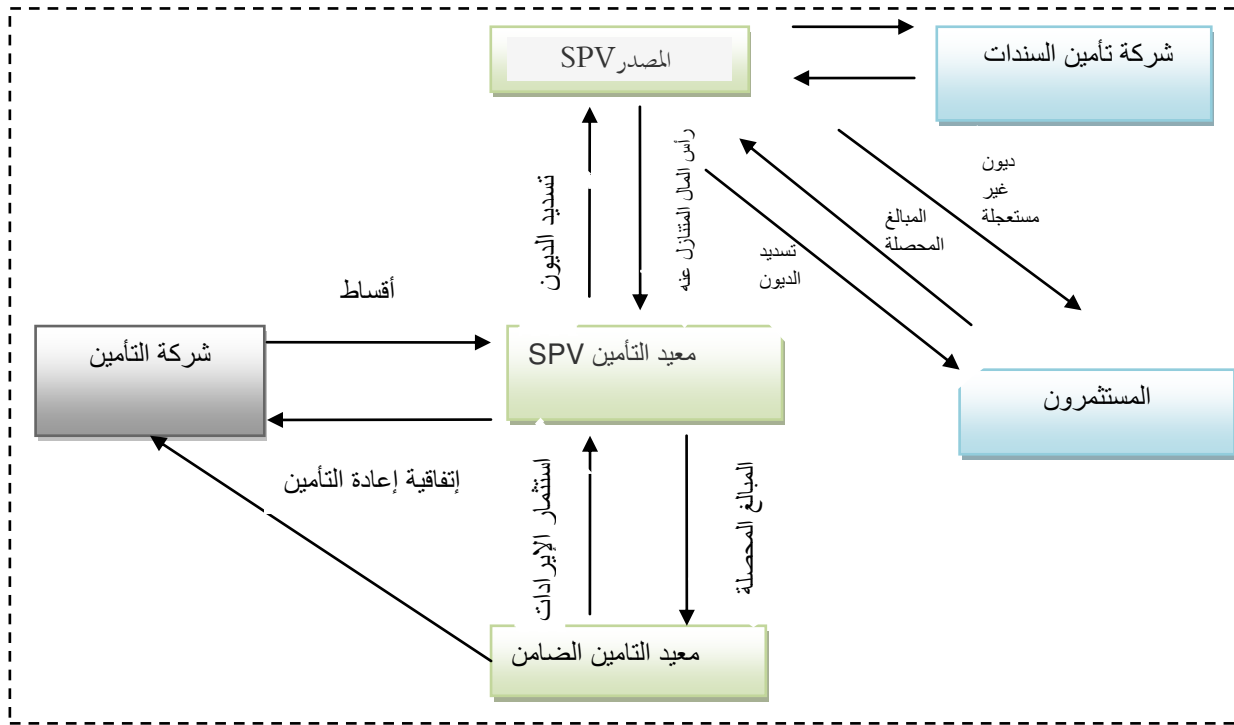 المصدرSPV
شركة تأمين السندات
ديون
غير
مستعجلة
المبالغ
المحصلة
تسديد
الديون
رأس المال المتنازل عنه
تسديد الديون
أقساط
شركة التأمين
معيد التأمين SPV
المستثمرون
إتفاقية إعادة التأمين
استثمار الإيرادات
المبالغ المحصلة
معيد التامين الضامن